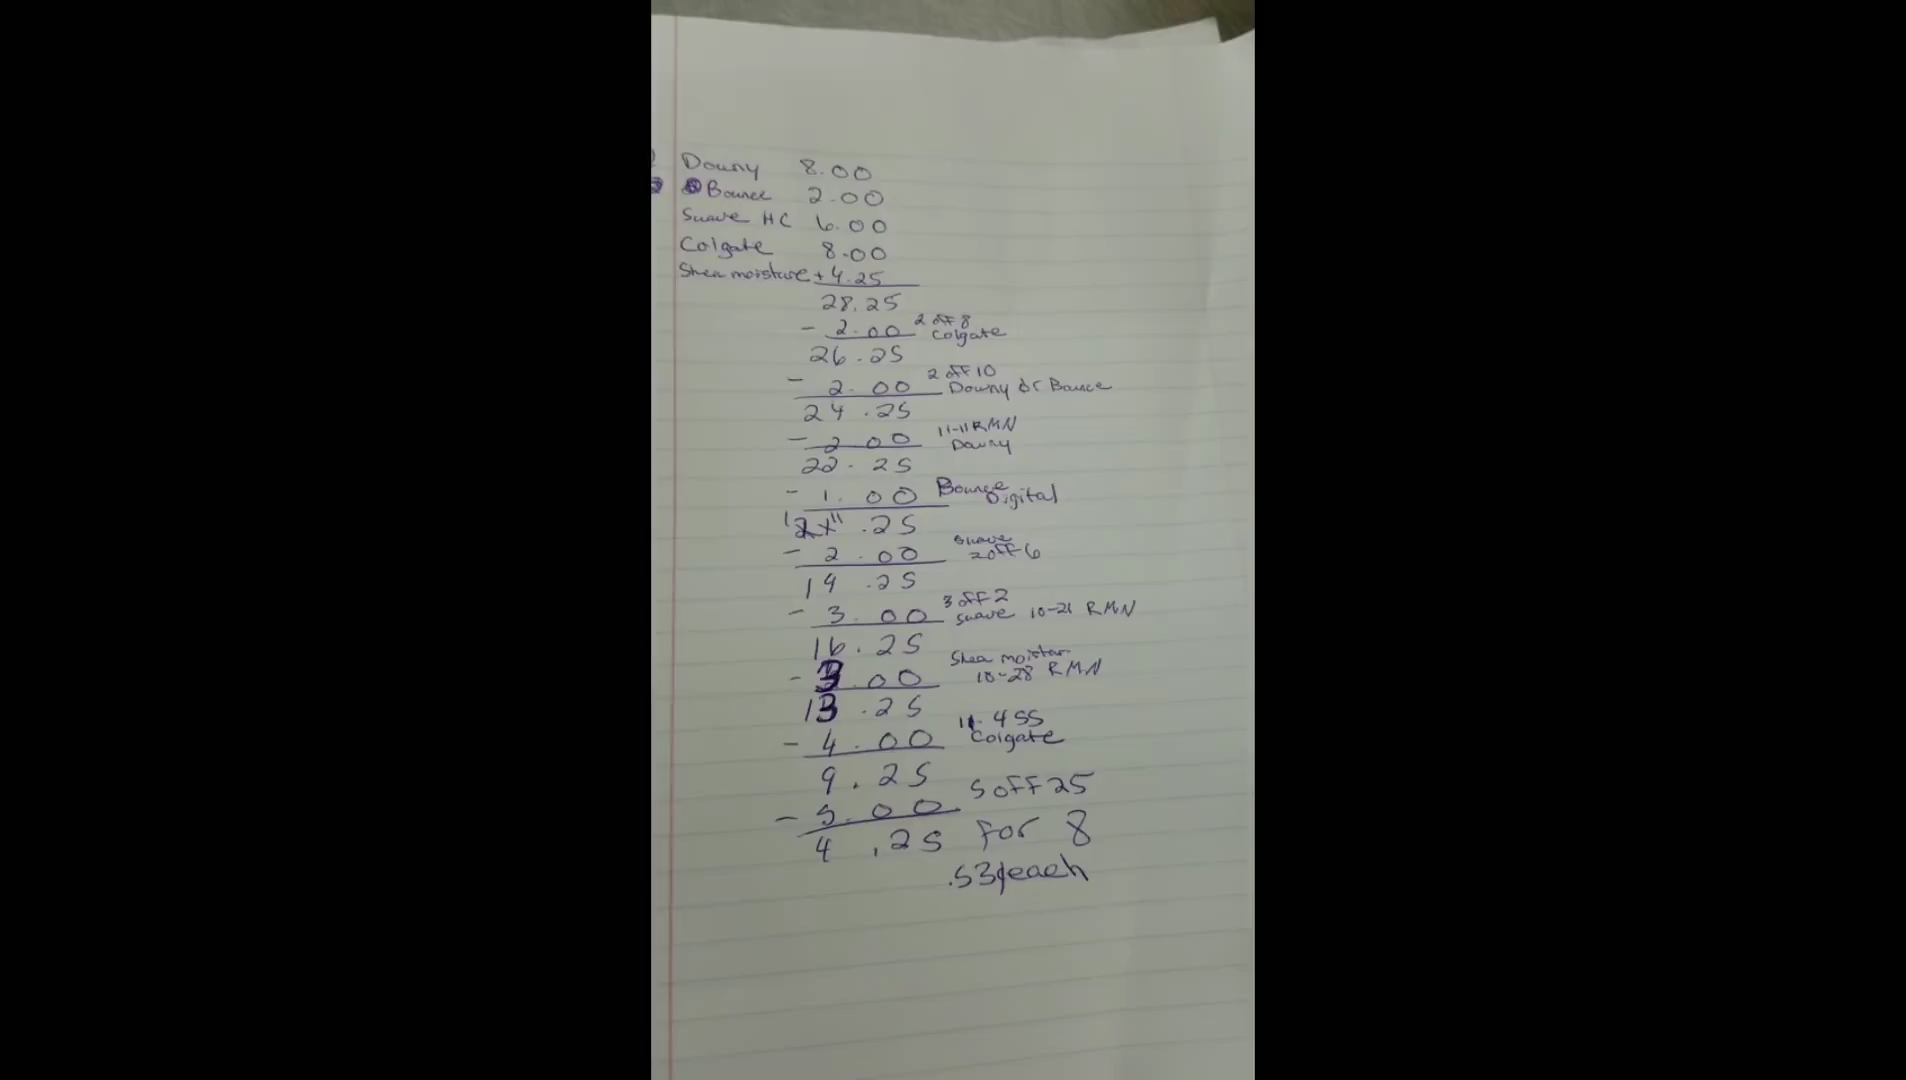 Downy 8.00
Bounce 2.00
Suave HC 6.00
Colgate 8.00
Shea moisture + 4.25
28.25
- 2.00 2 off 8
Colgate
26.25
- 2.00 2 off 10
Downy or Bounce
24.25
- 2.00 11-11 RMN
Downy
22.25
- 1.00 Bounce
Digital
21.25
- 2.00 Suave
2 off 6
19.25
- 3.00 3 off 2
Suave 10-21 RMN
16.25
- 3.00 Shea moistur
10-28 RMN
13.25
- 4.00 11-4 SS
Colgate
9.25
- 5.00 5 off 25
4.25 for 8
.53¢each